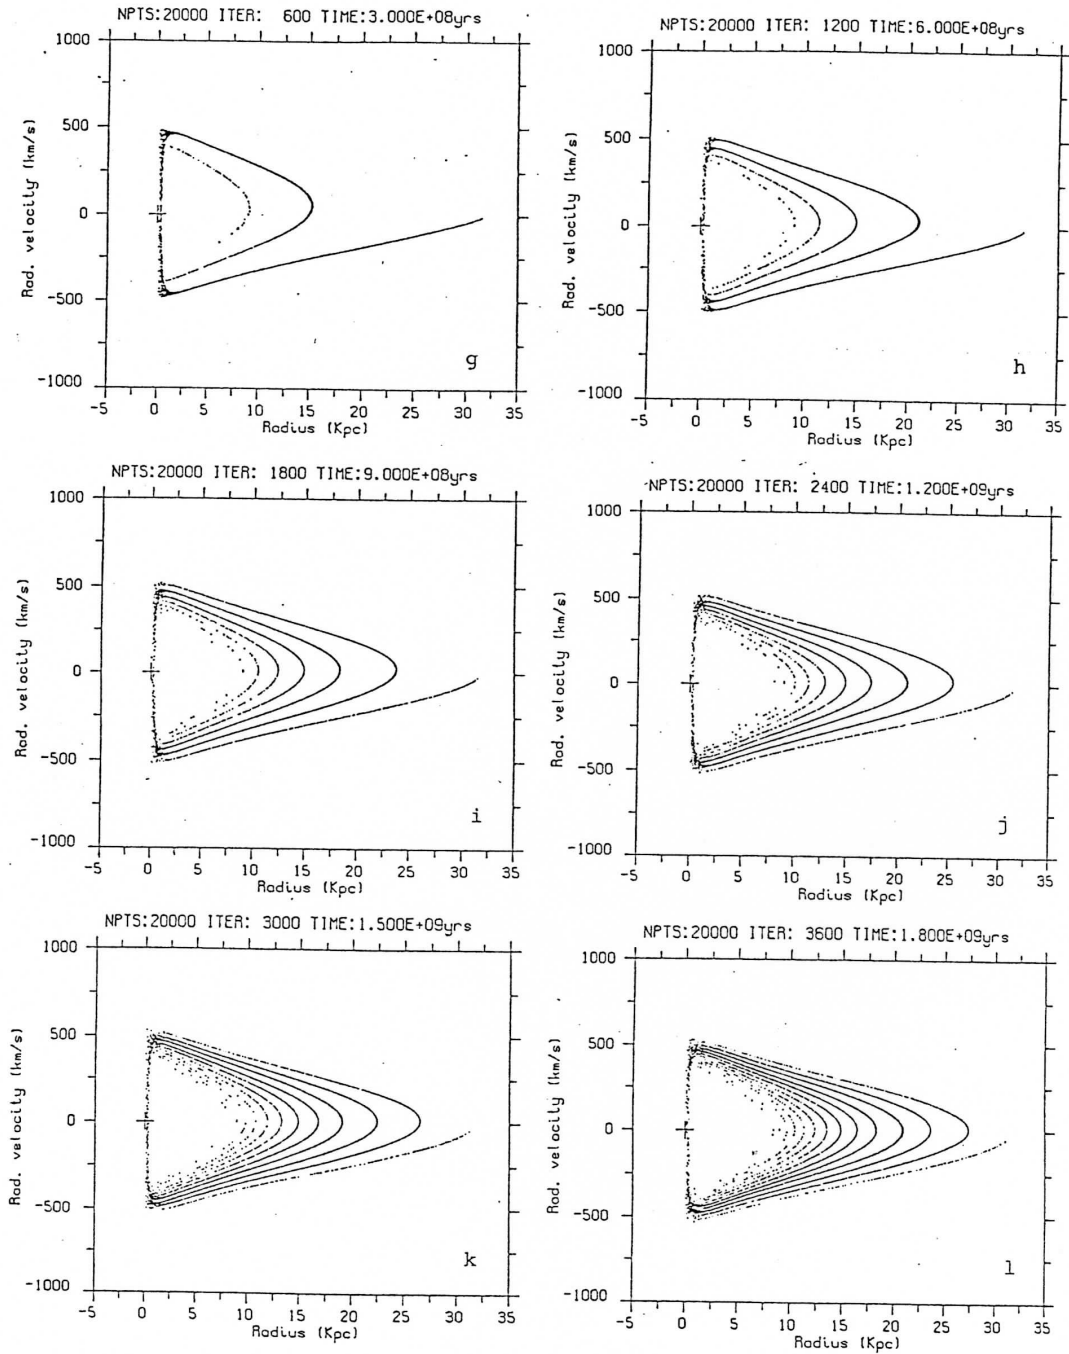 NPTS:20000 ITER: 600 TIME:3.000E+08yrs
1000
500
0
-500
-1000
Rad. velocity (km/s)
g
-5 0 5 10 15 20 25 30 35
Radius (Kpc)
NPTS:20000 ITER: 1200 TIME:6.000E+08yrs
1000
500
0
-500
-1000
Rad. velocity (km/s)
h
-5 0 5 10 15 20 25 30 35
Radius (Kpc)
NPTS:20000 ITER: 1800 TIME:9.000E+08yrs
1000
500
0
-500
-1000
Rad. velocity (km/s)
i
-5 0 5 10 15 20 25 30 35
Radius (Kpc)
NPTS:20000 ITER: 2400 TIME:1.200E+09yrs
1000
500
0
-500
-1000
Rad. velocity (km/s)
j
-5 0 5 10 15 20 25 30 35
Radius (Kpc)
NPTS:20000 ITER: 3000 TIME:1.500E+09yrs
1000
500
0
-500
-1000
Rad. velocity (km/s)
k
-5 0 5 10 15 20 25 30 35
Radius (Kpc)
NPTS:20000 ITER: 3600 TIME:1.800E+09yrs
1000
500
0
-500
-1000
Rad. velocity (km/s)
l
-5 0 5 10 15 20 25 30 35
Radius (Kpc)